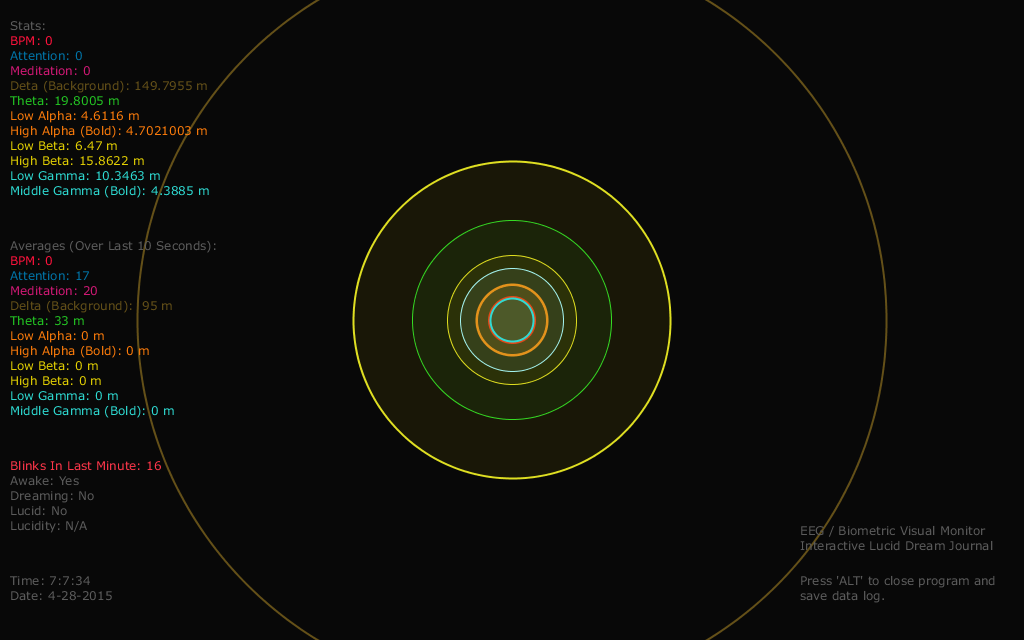 Stats:
BPM: 0
Attention: 0
Meditation: 0
Deta (Background): 149.7955 m
Theta: 19.8005 m
Low Alpha: 4.6116 m
High Alpha (Bold): 4.7021003 m
Low Beta: 6.47 m
High Beta: 15.8622 m
Low Gamma: 10.3463 m
Middle Gamma (Bold): 4.3885 m
Averages (Over Last 10 Seconds):
BPM: 0
Attention: 17
Meditation: 20
Delta (Background): 95 m
Theta: 33 m
Low Alpha: 0 m
High Alpha (Bold): 0 m
Low Beta: 0 m
High Beta: 0 m
Low Gamma: 0 m
Middle Gamma (Bold): 0 m
Blinks In Last Minute: 16
Awake: Yes
Dreaming: No
Lucid: No
Lucidity: N/A
Time: 7:7:34
Date: 4-28-2015
EEG / Biometric Visual Monitor
Interactive Lucid Dream Journal
Press 'ALT' to close program and
save data log.